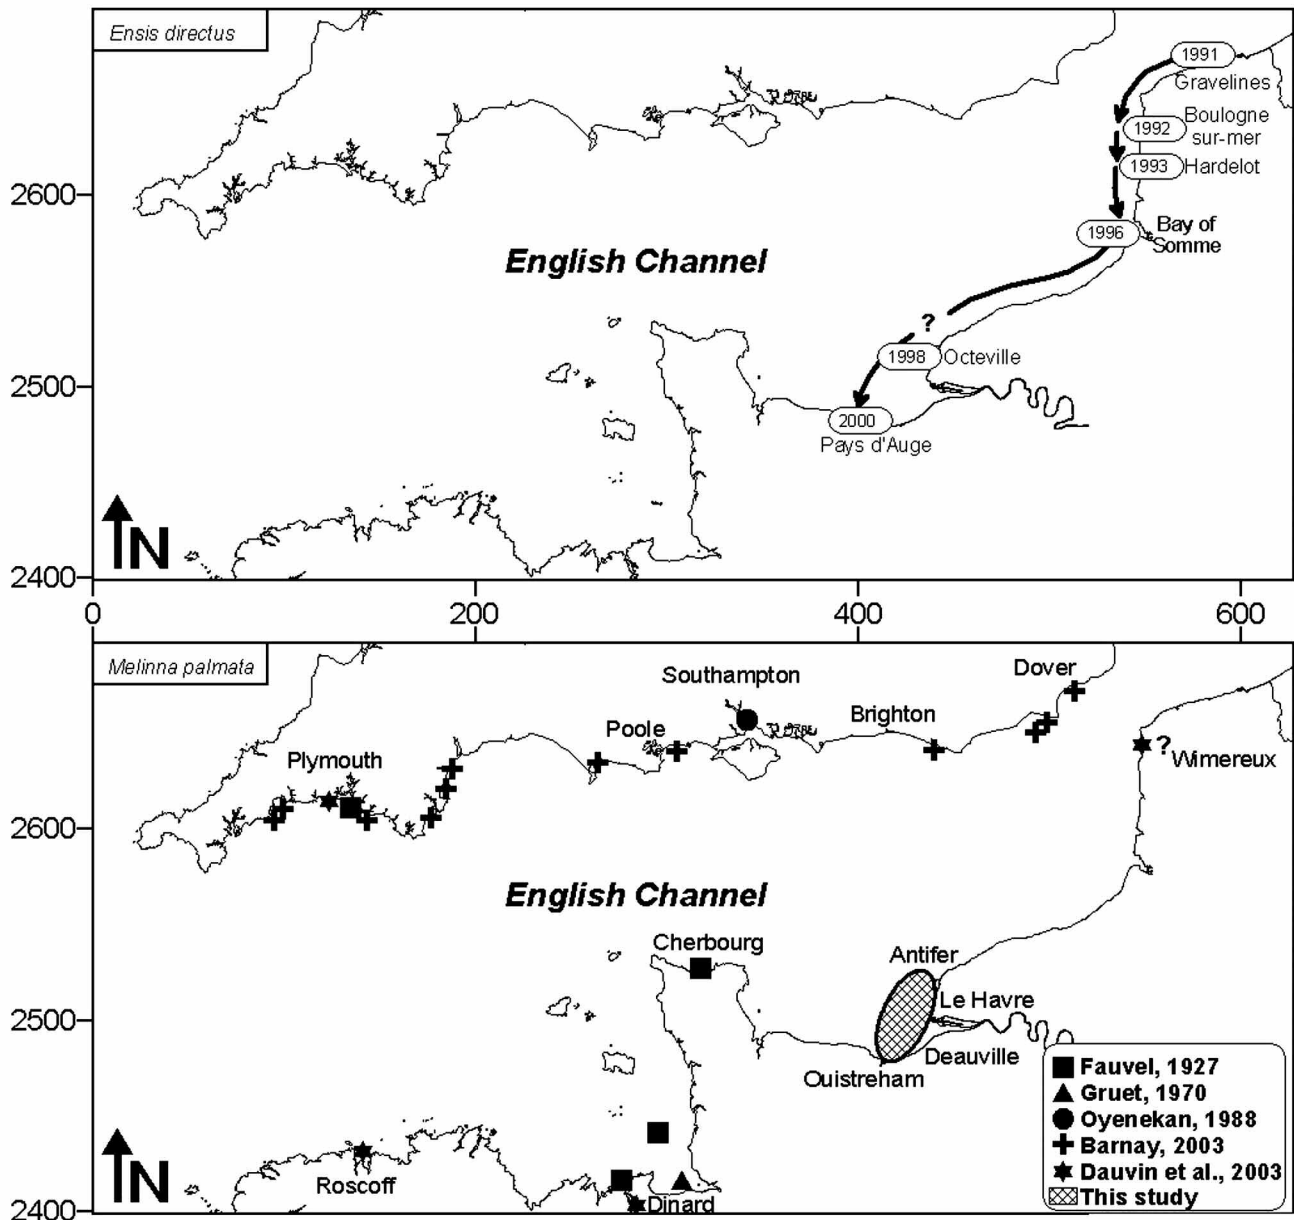 Ensis directus
1991
Gravelines
1992
Boulogne
sur-mer
1993
Hardelot
2600
1996
Bay of
Somme
English Channel
?
1998
Octeville
2500
2000
Pays d'Auge
N
2400
0
200
400
600
Melinna palmata
Southampton
Dover
Poole
Brighton
Plymouth
? Wimereux
2600
English Channel
Cherbourg
Antifer
Le Havre
2500
Deauville
Ouistreham
Fauvel, 1927
Gruet, 1970
Oyenekan, 1988
Barnay, 2003
Dauvin et al., 2003
This study
N
Roscoff
Dinard
2400